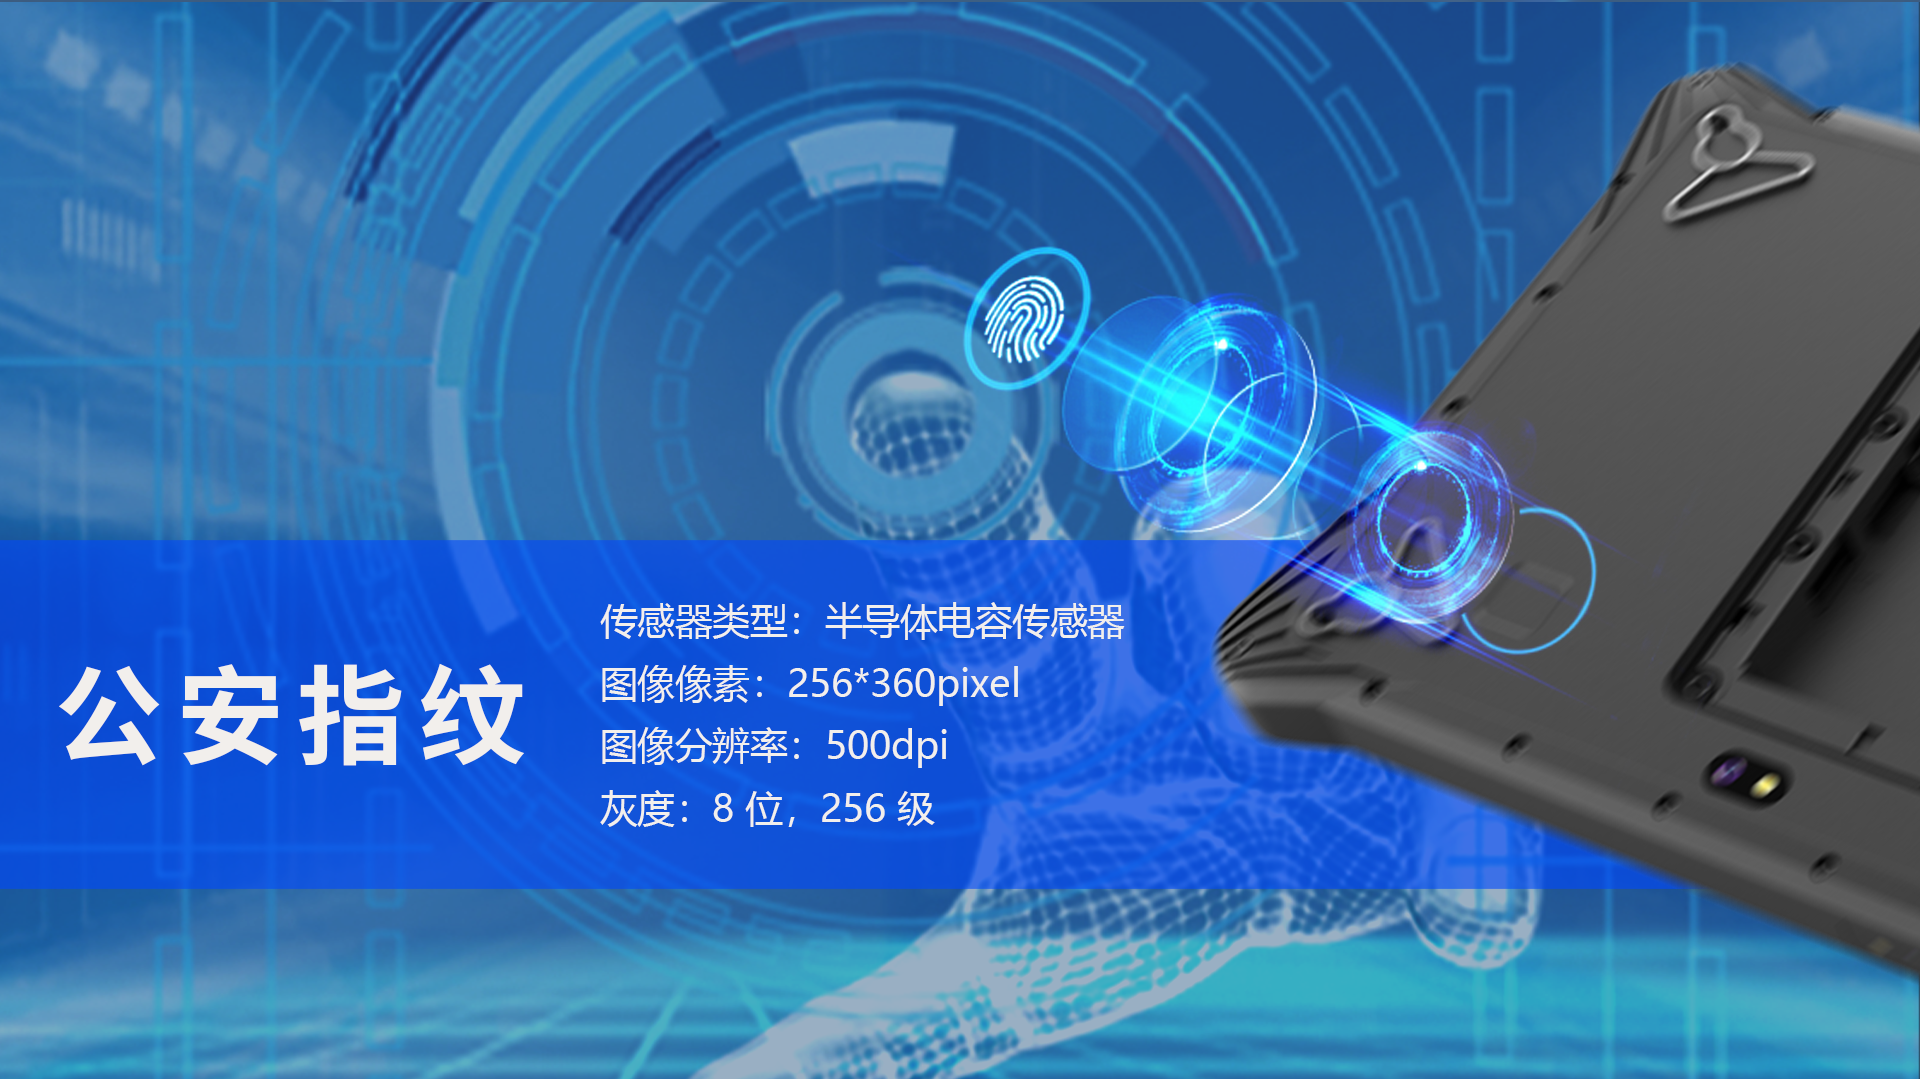 公安指纹
传感器类型：半导体电容传感器
图像像素：256*360pixel
图像分辨率：500dpi
灰度：8 位，256 级